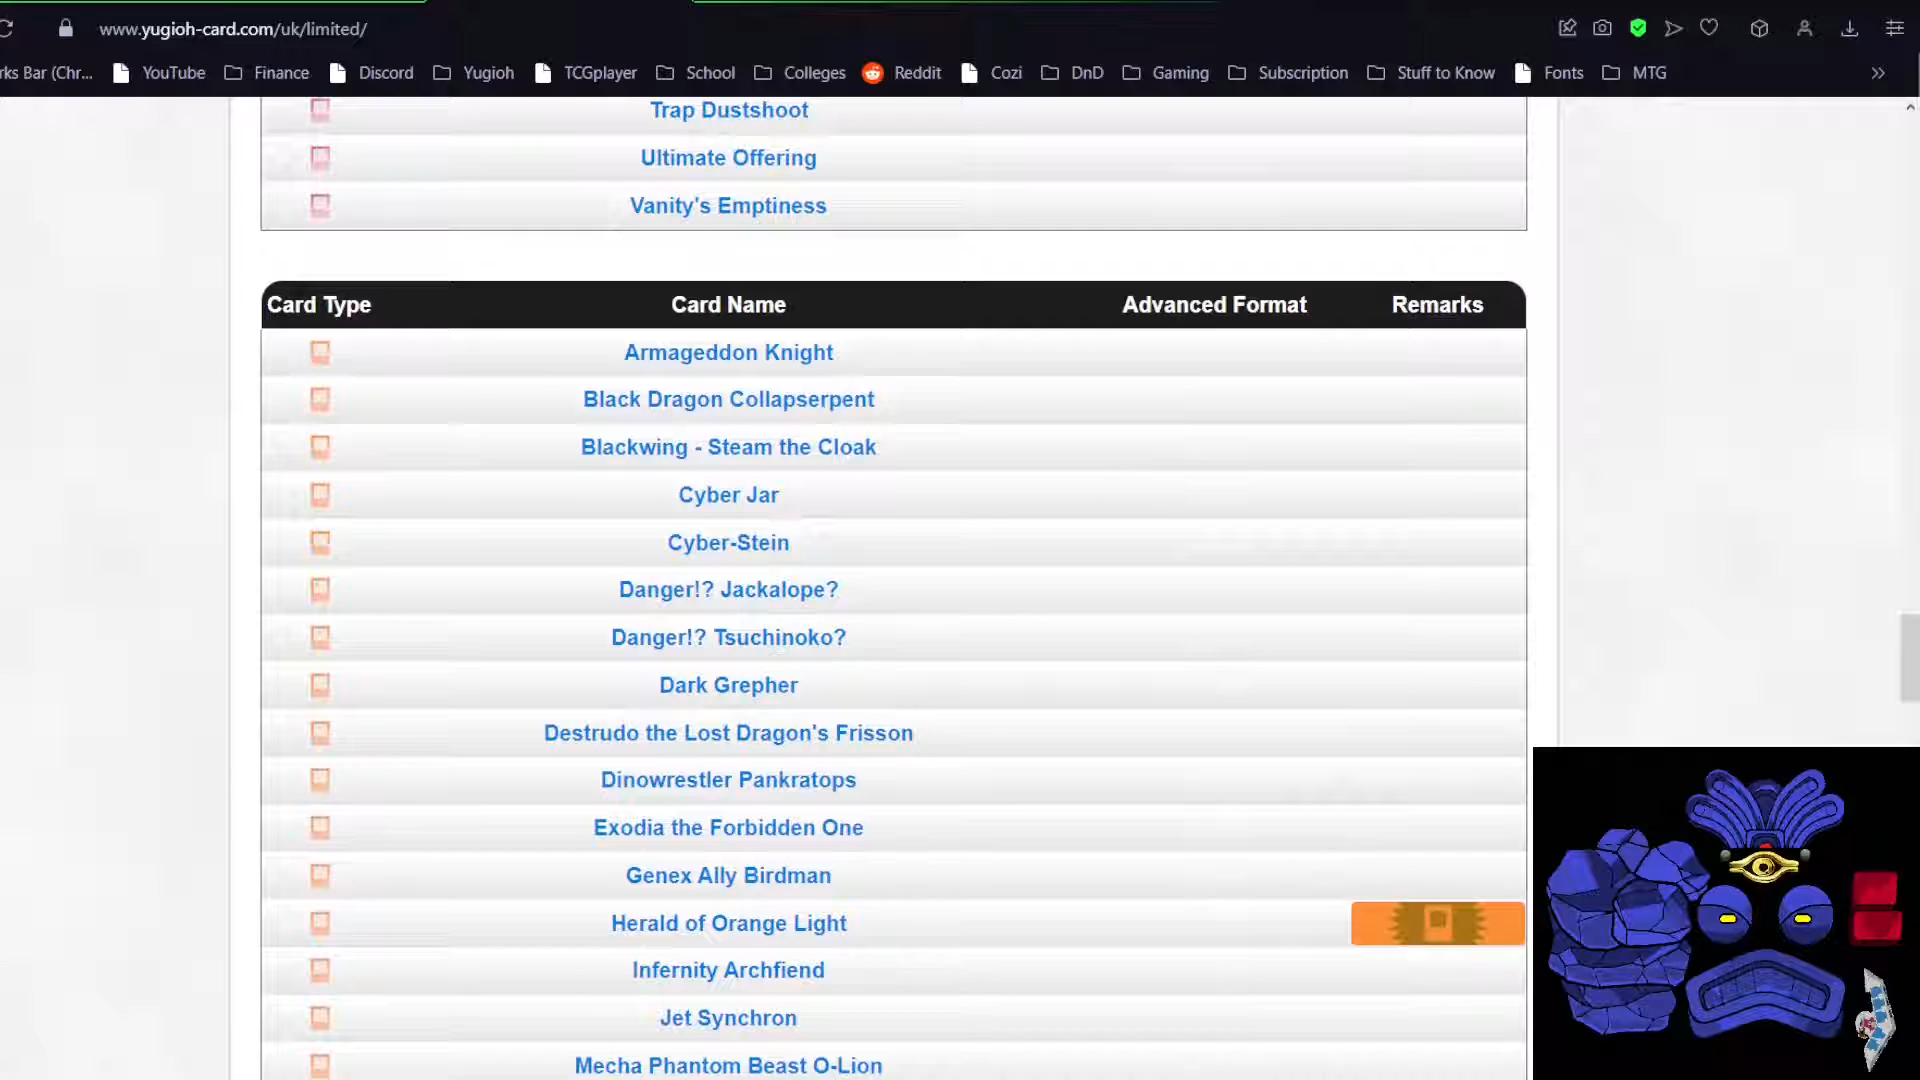 www.yugioh-card.com/uk/limited/
rks Bar (Chr... YouTube Finance Discord Yugioh TCGplayer School Colleges Reddit Cozi DnD Gaming Subscription Stuff to Know Fonts MTG
Trap Dustshoot
Ultimate Offering
Vanity's Emptiness
Card Type Card Name Advanced Format Remarks
Armageddon Knight
Black Dragon Collapserpent
Blackwing - Steam the Cloak
Cyber Jar
Cyber-Stein
Danger!? Jackalope?
Danger!? Tsuchinoko?
Dark Grepher
Destrudo the Lost Dragon's Frisson
Dinowrestler Pankratops
Exodia the Forbidden One
Genex Ally Birdman
Herald of Orange Light
Infernity Archfiend
Jet Synchron
Mecha Phantom Beast O-Lion